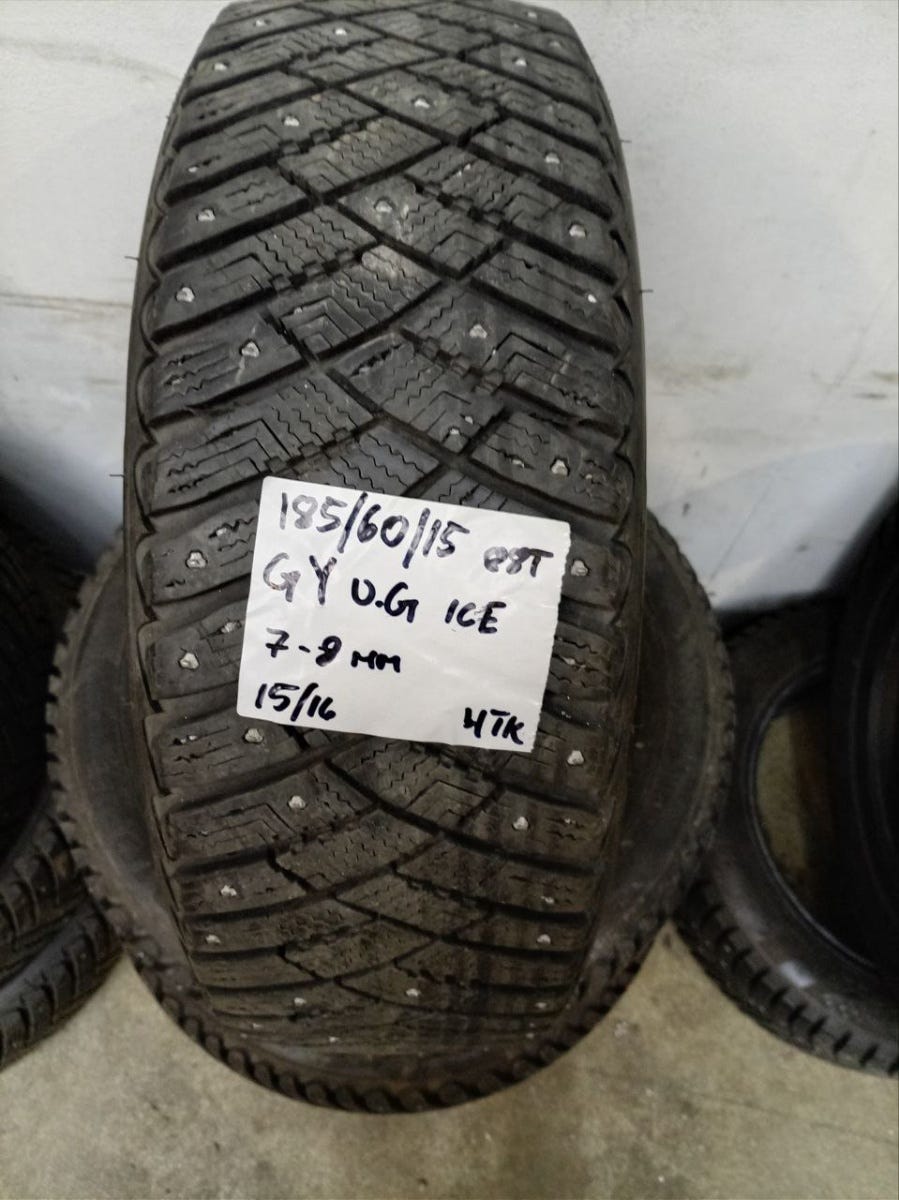 185/60/15 88T
GY U.G ICE
7-8 mm
15/16 4TK